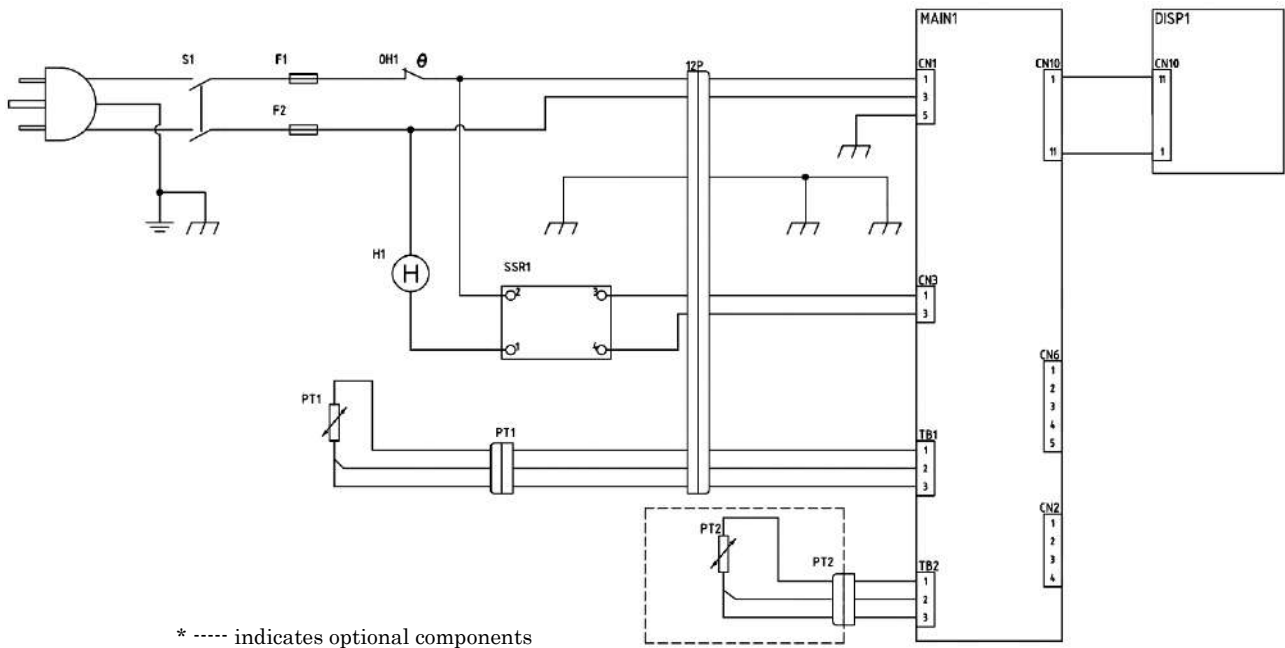 MAIN1
DISP1
S1
F1
OH1
θ
12P
CN1
1
3
5
CN10
1
11
CN10
11
1
F2
H1
H
SSR1
2
3
1
4
CN3
1
3
CN6
1
2
3
4
5
PT1
PT1
TB1
1
2
3
CN2
1
2
3
4
PT2
PT2
TB2
1
2
3
* ----- indicates optional components